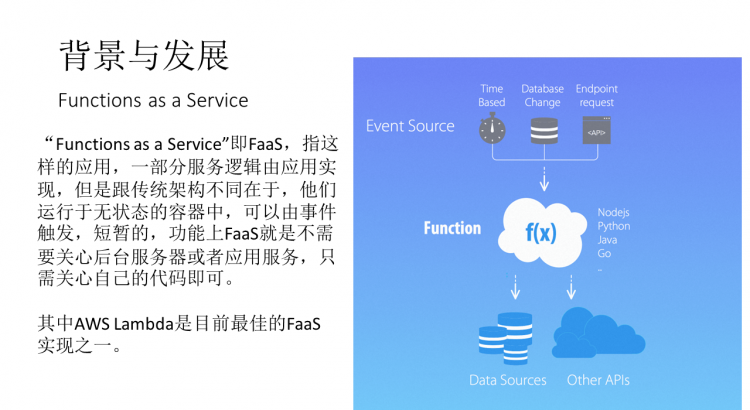 背景与发展
Functions as a Service
“Functions as a Service”即FaaS，指这
样的应用，一部分服务逻辑由应用实
现，但是跟传统架构不同在于，他们
运行于无状态的容器中，可以由事件
触发，短暂的，功能上FaaS就是不需
要关心后台服务器或者应用服务，只
需关心自己的代码即可。
其中AWS Lambda是目前最佳的FaaS
实现之一。
Time
Based
Database
Change
Endpoint
request
Event Source
<API>
Function
f(x)
Nodejs
Python
Java
Go
..
Data Sources
Other APIs